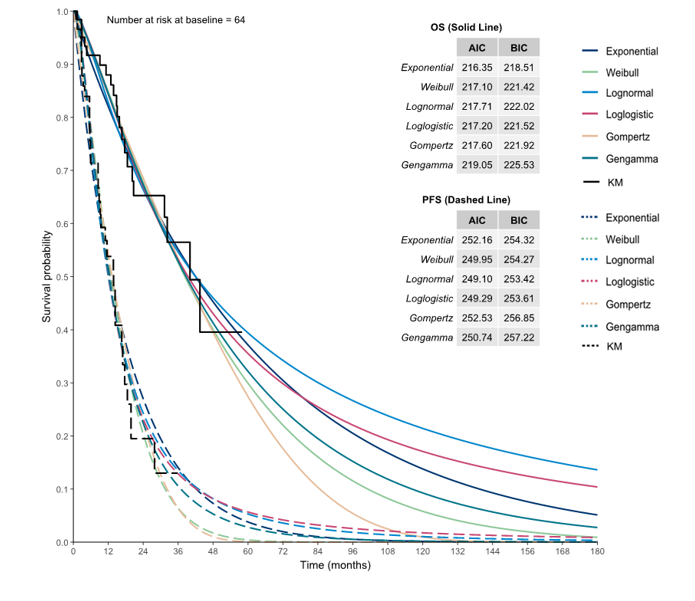 Number at risk at baseline = 64
OS (Solid Line)
AIC BIC
Exponential 216.35 218.51
Weibull 217.10 221.42
Lognormal 217.71 222.02
Loglogistic 217.20 221.52
Gompertz 217.60 221.92
Gengamma 219.05 225.53
PFS (Dashed Line)
AIC BIC
Exponential 252.16 254.32
Weibull 249.95 254.27
Lognormal 249.10 253.42
Loglogistic 249.29 253.61
Gompertz 252.53 256.85
Gengamma 250.74 257.22
Exponential
Weibull
Lognormal
Loglogistic
Gompertz
Gengamma
KM
Exponential
Weibull
Lognormal
Loglogistic
Gompertz
Gengamma
KM
Survival probability
1.0
0.9
0.8
0.7
0.6
0.5
0.4
0.3
0.2
0.1
0.0
0 12 24 36 48 60 72 84 96 108 120 132 144 156 168 180
Time (months)